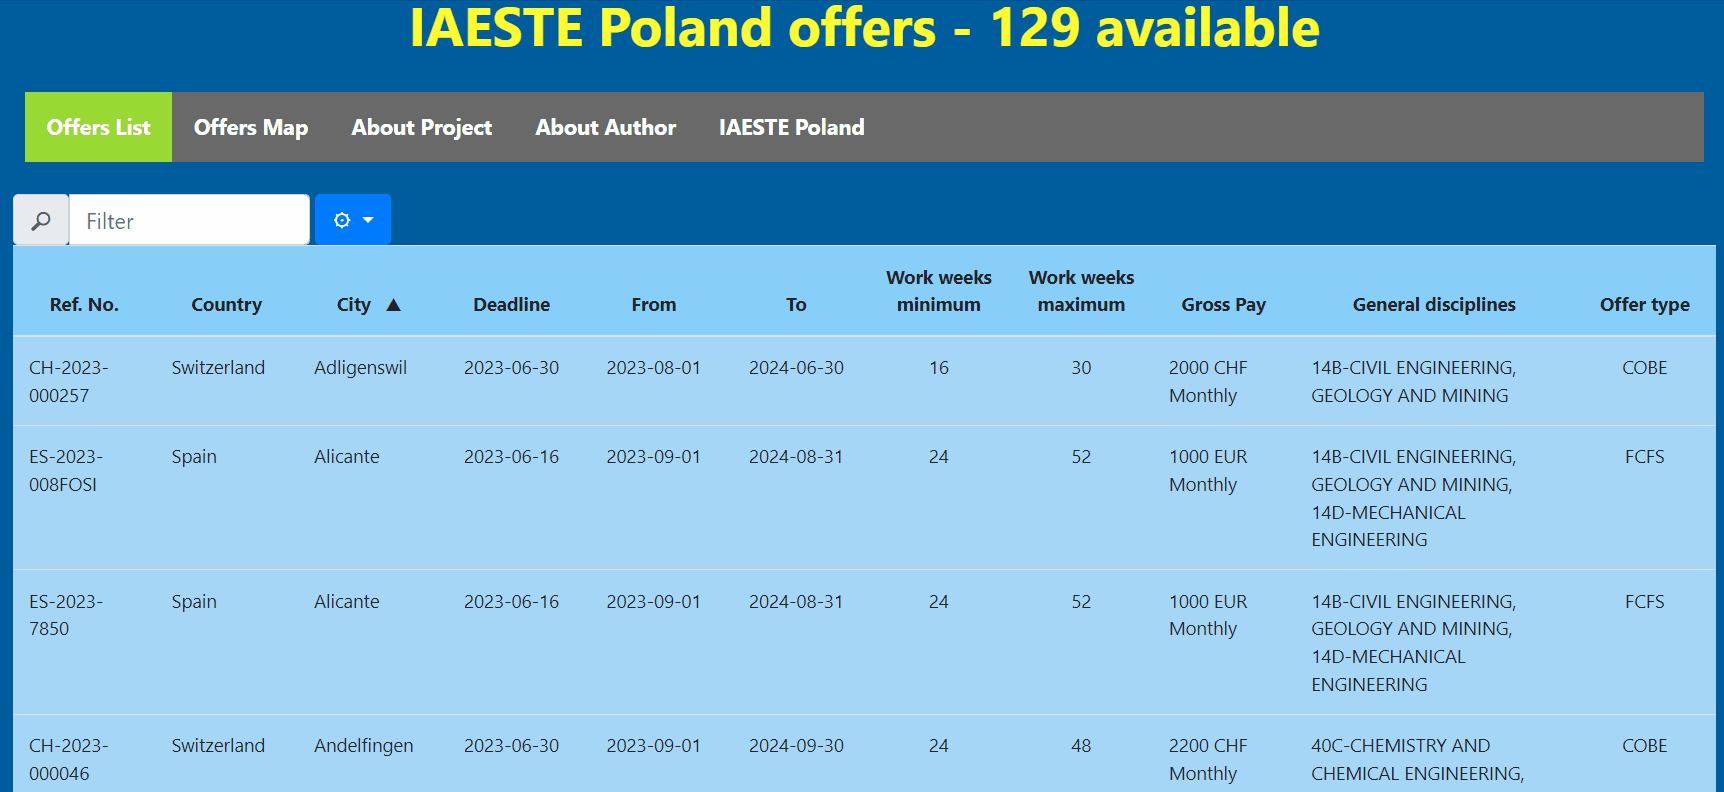 IAESTE Poland offers - 129 available
Offers List Offers Map About Project About Author IAESTE Poland
Filter
Ref. No. Country City ▲ Deadline From To Work weeks minimum Work weeks maximum Gross Pay General disciplines Offer type
CH-2023- Switzerland Adligenswil 2023-06-30 2023-08-01 2024-06-30 16 30 2000 CHF 14B-CIVIL ENGINEERING, COBE
000257 Monthly GEOLOGY AND MINING
ES-2023- Spain Alicante 2023-06-16 2023-09-01 2024-08-31 24 52 1000 EUR 14B-CIVIL ENGINEERING, FCFS
008FOSI Monthly GEOLOGY AND MINING,
14D-MECHANICAL
ENGINEERING
ES-2023- Spain Alicante 2023-06-16 2023-09-01 2024-08-31 24 52 1000 EUR 14B-CIVIL ENGINEERING, FCFS
7850 Monthly GEOLOGY AND MINING,
14D-MECHANICAL
ENGINEERING
CH-2023- Switzerland Andelfingen 2023-06-30 2023-09-01 2024-09-30 24 48 2200 CHF 40C-CHEMISTRY AND COBE
000046 Monthly CHEMICAL ENGINEERING,